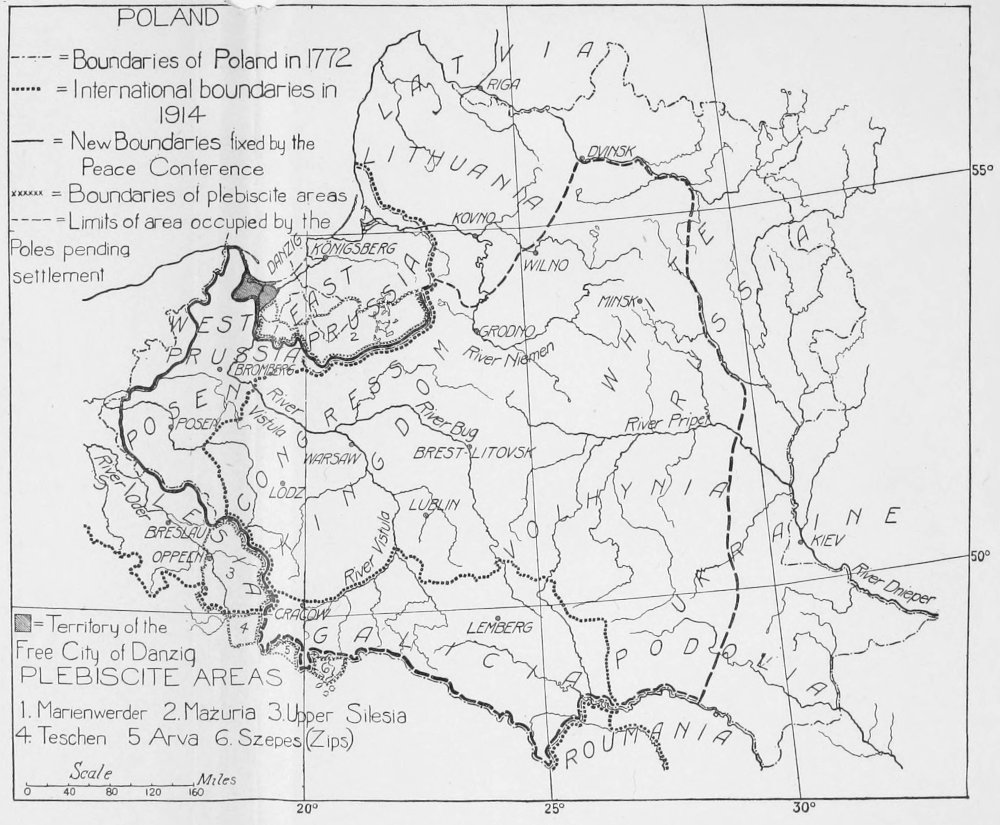 POLAND
= Boundaries of Poland in 1772
= International boundaries in
1914
= New Boundaries fixed by the
Peace Conference
= Boundaries of plebiscite areas
= Limits of area occupied by the
Poles pending
settlement
LATVIA
RIGA
LITHUANIA
DVINSK
55°
KOVNO
RUSSIA
DANZIG
KÖNIGSBERG
WILNO
EAST
PRUSSIA
1
2
MINSK
WEST
PRUSSIA
GRODNO
River Niemen
WHITE RUSSIA
BROMBERG
POSEN
POSEN
River
Vistula
CONGRESS
KINGDOM
River Bug
River Pripet
WARSAW
BREST-LITOVSK
River Oder
LODZ
LUBLIN
VOLHYNIA
UKRAINE
BRESLAU
OPPELN
SILESIA
3
River Vistula
KIEV
50°
River Dnieper
CRACOW
4
5
6
GALICIA
LEMBERG
PODOLIA
ROUMANIA
= Territory of the
Free City of Danzig
PLEBISCITE AREAS
1. Marienwerder 2. Mazuria 3. Upper Silesia
4. Teschen 5 Arva 6. Szepes (Zips)
Scale
Miles
0 40 80 120 160
20° 25° 30°